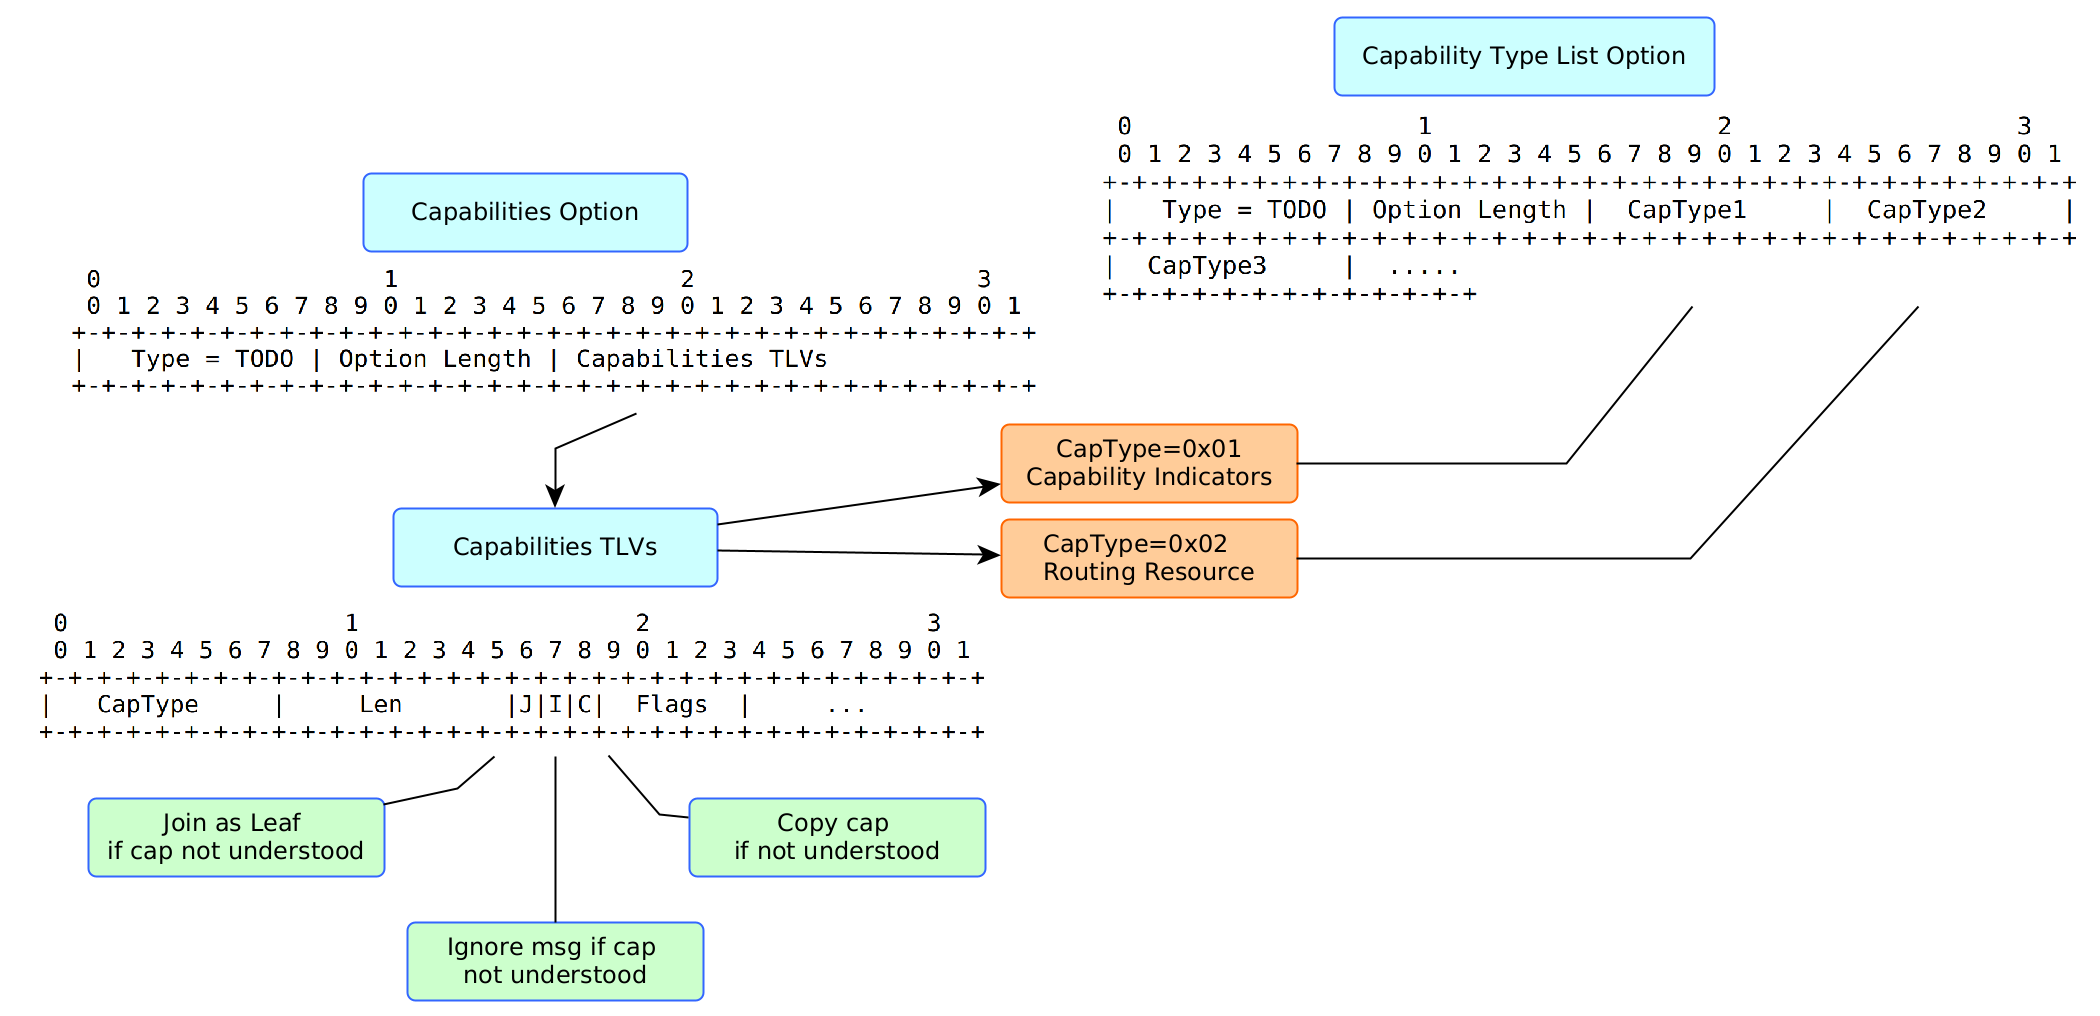 Capability Type List Option
 0                   1                   2                   3
 0 1 2 3 4 5 6 7 8 9 0 1 2 3 4 5 6 7 8 9 0 1 2 3 4 5 6 7 8 9 0 1
+-+-+-+-+-+-+-+-+-+-+-+-+-+-+-+-+-+-+-+-+-+-+-+-+-+-+-+-+-+-+-+-+
|   Type = TODO | Option Length |  CapType1     |  CapType2     |
+-+-+-+-+-+-+-+-+-+-+-+-+-+-+-+-+-+-+-+-+-+-+-+-+-+-+-+-+-+-+-+-+
|  CapType3     |  .....
+-+-+-+-+-+-+-+-+-+-+-+-+
Capabilities Option
 0                   1                   2                   3
 0 1 2 3 4 5 6 7 8 9 0 1 2 3 4 5 6 7 8 9 0 1 2 3 4 5 6 7 8 9 0 1
+-+-+-+-+-+-+-+-+-+-+-+-+-+-+-+-+-+-+-+-+-+-+-+-+-+-+-+-+-+-+-+-+
|   Type = TODO | Option Length | Capabilities TLVs
+-+-+-+-+-+-+-+-+-+-+-+-+-+-+-+-+-+-+-+-+-+-+-+-+-+-+-+-+-+-+-+-+
CapType=0x01
Capability Indicators
Capabilities TLVs
CapType=0x02
Routing Resource
 0                   1                   2                   3
 0 1 2 3 4 5 6 7 8 9 0 1 2 3 4 5 6 7 8 9 0 1 2 3 4 5 6 7 8 9 0 1
+-+-+-+-+-+-+-+-+-+-+-+-+-+-+-+-+-+-+-+-+-+-+-+-+-+-+-+-+-+-+-+-+
|   CapType     |     Len       |J|I|C|  Flags  |     ...
+-+-+-+-+-+-+-+-+-+-+-+-+-+-+-+-+-+-+-+-+-+-+-+-+-+-+-+-+-+-+-+-+
Join as Leaf
if cap not understood
Copy cap
if not understood
Ignore msg if cap
not understood